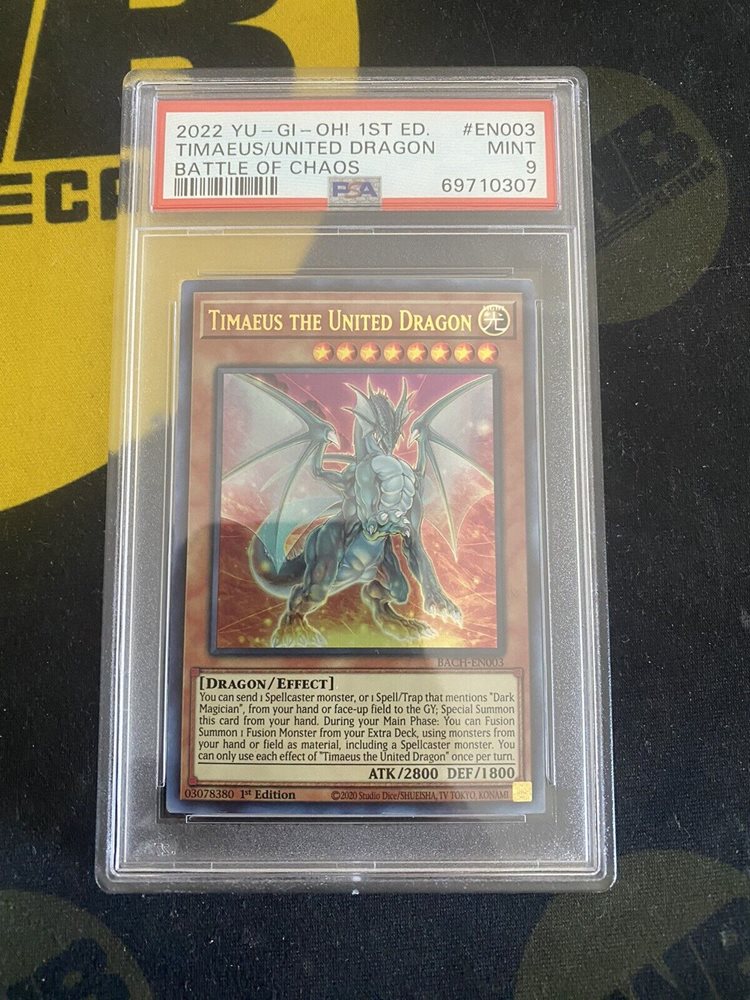 B
ECA
2022 YU-GI-OH! 1ST ED. #EN003
TIMAEUS/UNITED DRAGON MINT
BATTLE OF CHAOS 9
PSA 69710307
TIMAEUS THE UNITED DRAGON
LIGHT
光
BACH-EN003
[DRAGON/EFFECT]
You can send 1 Spellcaster monster, or 1 Spell/Trap that mentions "Dark
Magician", from your hand or face-up field to the GY; Special Summon
this card from your hand. During your Main Phase: You can Fusion
Summon 1 Fusion Monster from your Extra Deck, using monsters from
your hand or field as material, including a Spellcaster monster. You
can only use each effect of "Timaeus the United Dragon" once per turn.
ATK/2800 DEF/1800
03078380 1st Edition ©2020 Studio Dice/SHUEISHA, TV TOKYO, KONAMI